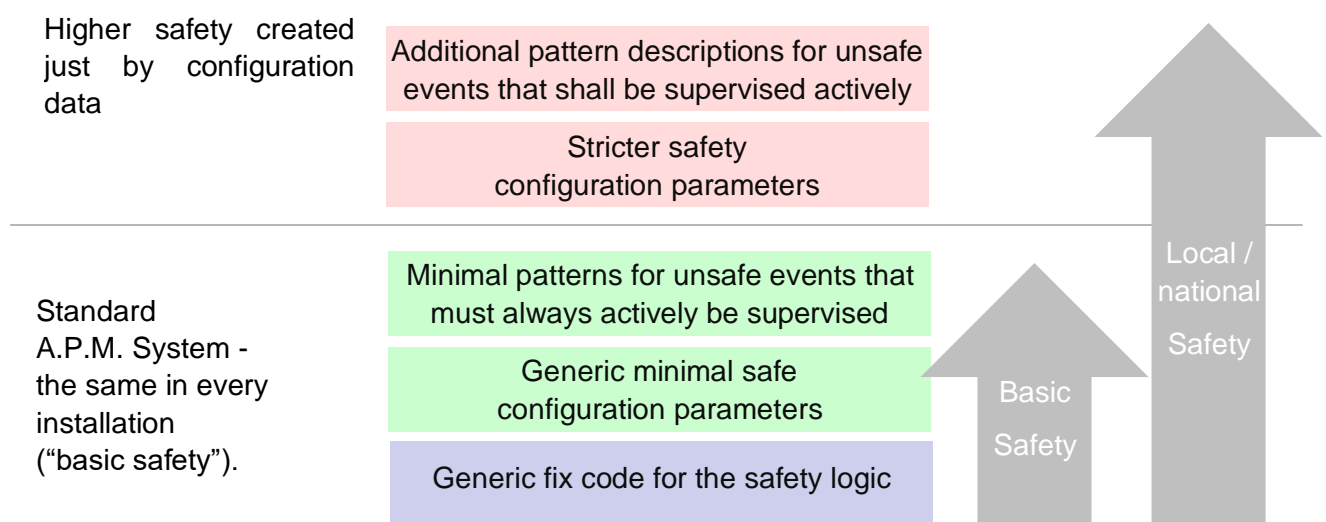 Higher safety created
just by configuration
data
Additional pattern descriptions for unsafe
events that shall be supervised actively
Stricter safety
configuration parameters
Standard
A.P.M. System -
the same in every
installation
(“basic safety”).
Minimal patterns for unsafe events that
must always actively be supervised
Generic minimal safe
configuration parameters
Generic fix code for the safety logic
Basic
Safety
Local /
national
Safety